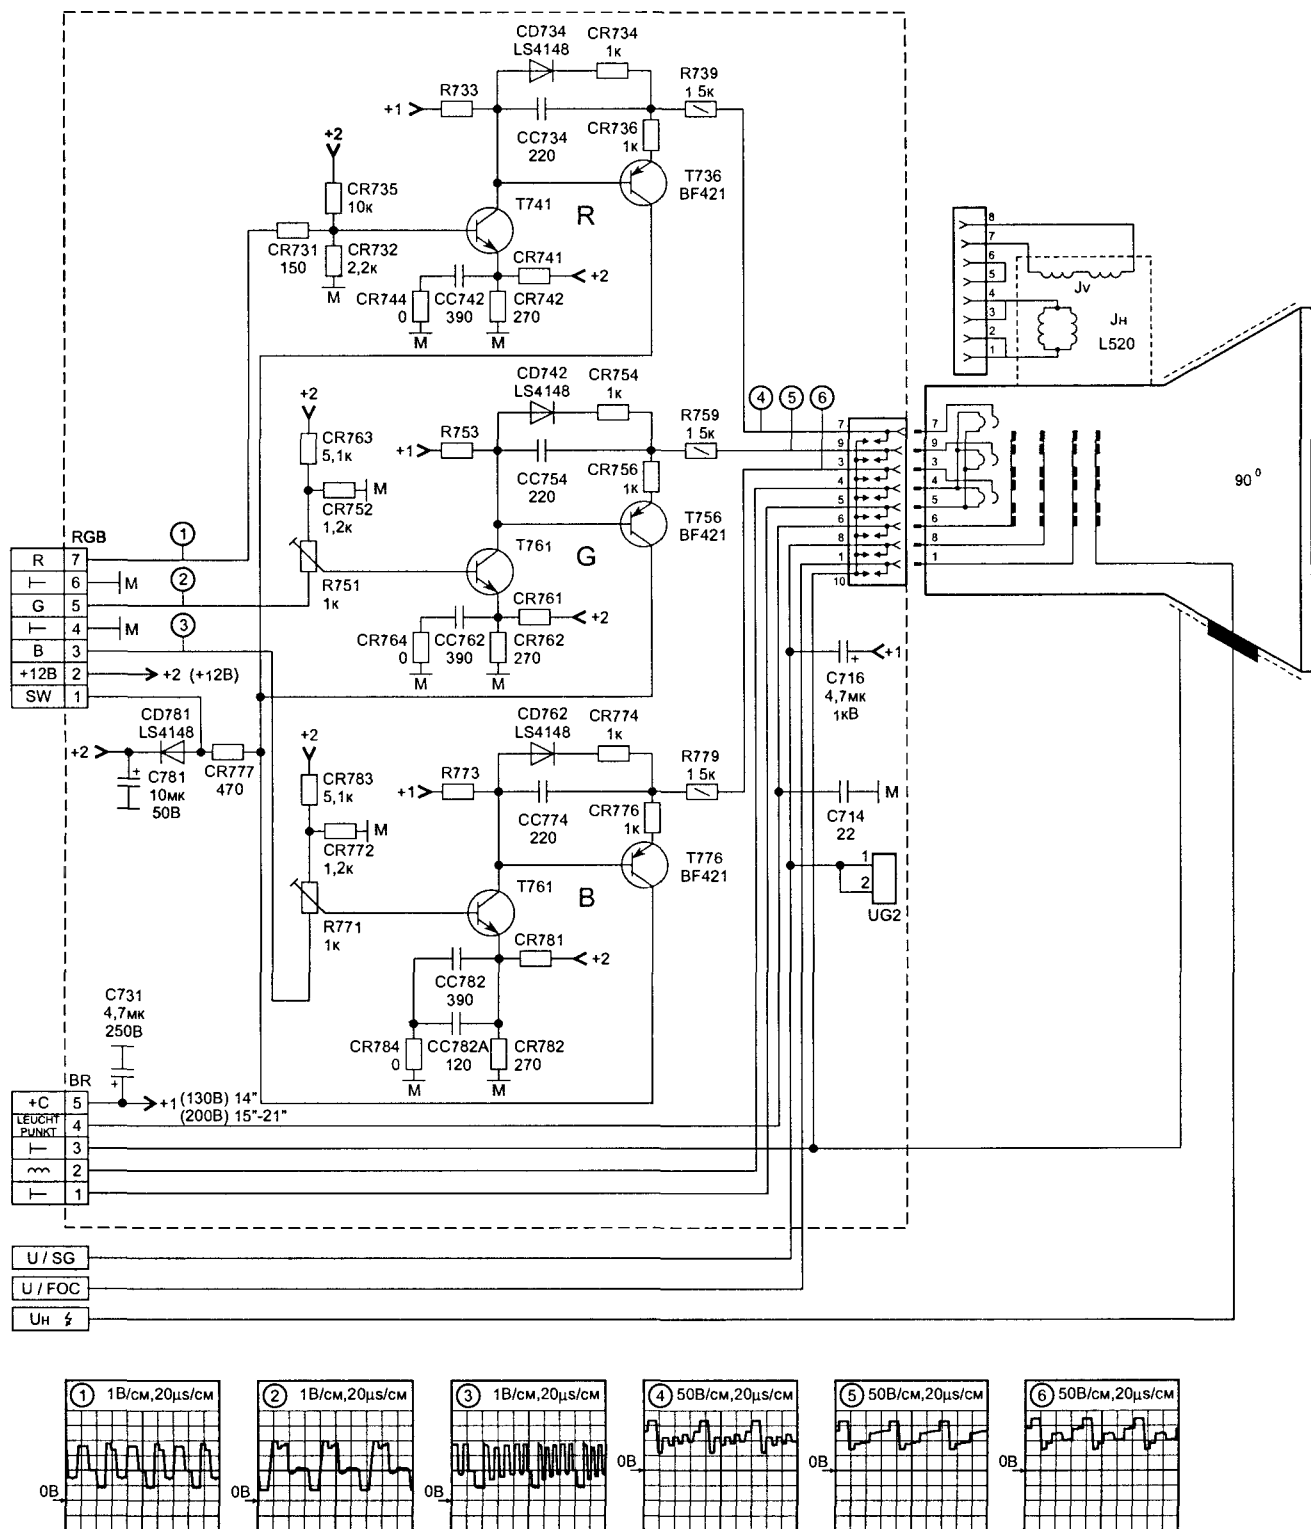 CD734
LS4148
CR734
1к
R733
+1
R739
1 5к
CC734
220
CR736
1к
+2
CR735
10к
T741
R
T736
BF421
CR731
150
CR732
2,2к
M
CR741
+2
CR744
0
CC742
390
CR742
270
M
M
8
7
6
5
4
3
2
1
Jv
Jн
L520
CD742
LS4148
CR754
1к
+2
CR763
5,1к
+1
R753
R759
1 5к
4
5
6
CC754
220
CR756
1к
CR752
1,2к
M
T756
BF421
T761
G
R751
1к
CR761
+2
CR764
0
CC762
390
CR762
270
M
M
7
9
3
4
5
6
8
1
10
7
9
3
4
5
6
8
1
90°
RGB
R 7
6 M
G 5
4 M
B 3
+12В 2 +2 (+12В)
SW 1
1
2
3
C716
4,7мк
1кВ
+1
CD781
LS4148
+2
C781
10мк
50В
CR777
470
CD762
LS4148
CR774
1к
+2
CR783
5,1к
+1
R773
R779
1 5к
CC774
220
CR776
1к
CR772
1,2к
M
T776
BF421
T761
B
R771
1к
C714
22
M
1
2
UG2
CR781
+2
CC782
390
CR784
0
CC782A
120
CR782
270
M
M
C731
4,7мк
250В
BR
+C 5 +1 (130В) 14"
(200В) 15"-21"
LEUCHT
PUNKT 4
3
2
1
U / SG
U / FOC
Uн
1 1В/см,20µs/см
0В
2 1В/см,20µs/см
0В
3 1В/см,20µs/см
0В
4 50В/см,20µs/см
0В
5 50В/см,20µs/см
0В
6 50В/см,20µs/см
0В